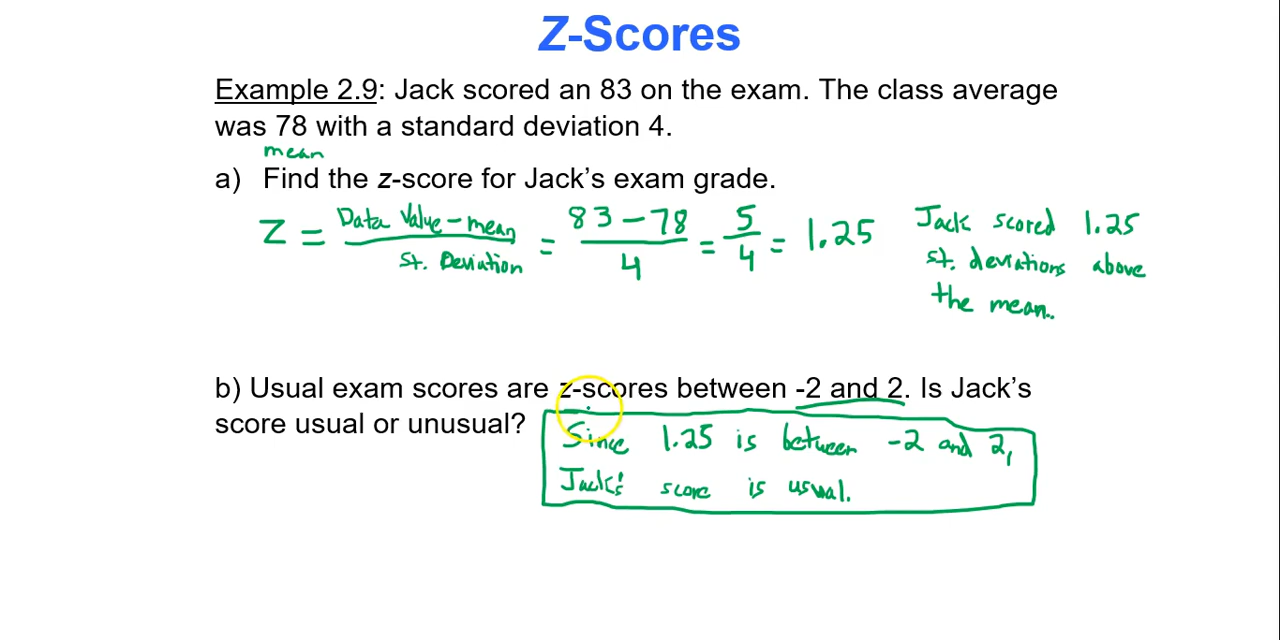 Z-Scores
Example 2.9: Jack scored an 83 on the exam. The class average
was 78 with a standard deviation 4.
mean
a) Find the z-score for Jack's exam grade.
Z = Data Value - mean / St. Deviation = 83 - 78 / 4 = 5 / 4 = 1.25
Jack scored 1.25
st. deviations above
the mean.
b) Usual exam scores are z-scores between -2 and 2. Is Jack's
score usual or unusual?
Since 1.25 is between -2 and 2,
Jack's score is usual.